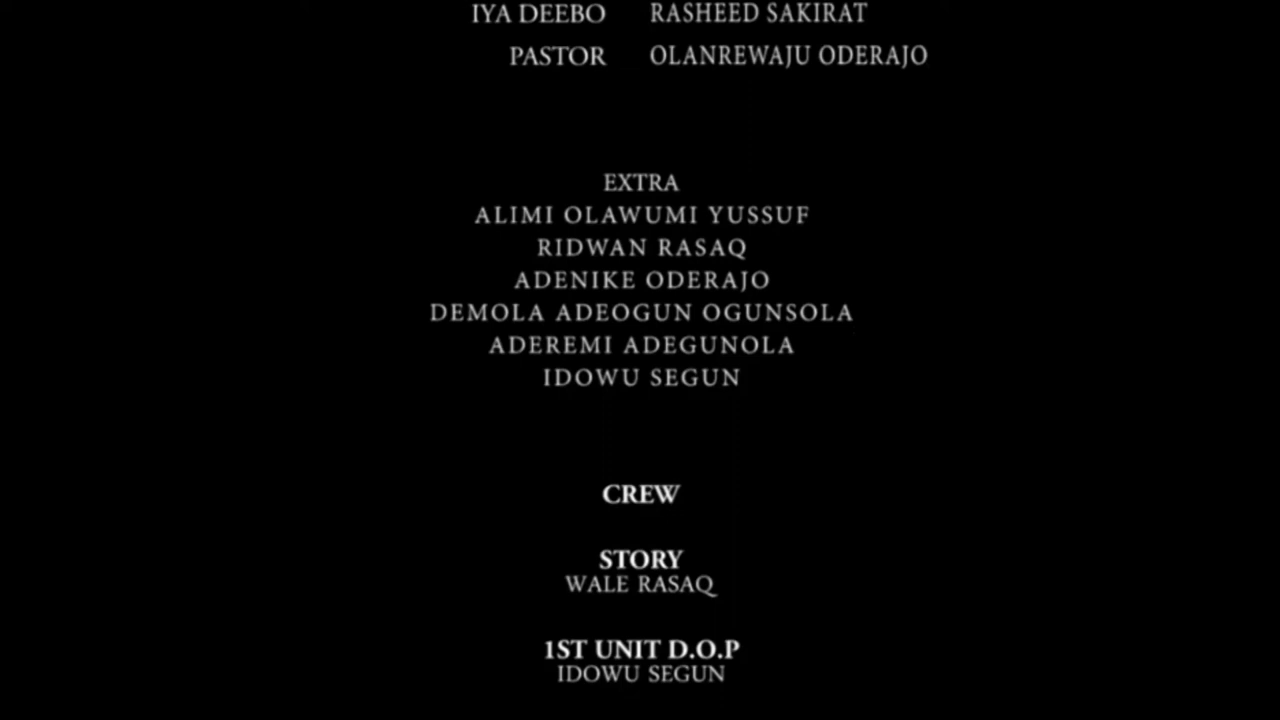 IYA DEEBO RASHEED SAKIRAT
PASTOR OLANREWAJU ODERAJO
EXTRA
ALIMI OLAWUMI YUSSUF
RIDWAN RASAQ
ADENIKE ODERAJO
DEMOLA ADEOGUN OGUNSOLA
ADEREMI ADEGUNOLA
IDOWU SEGUN
CREW
STORY
WALE RASAQ
1ST UNIT D.O.P
IDOWU SEGUN